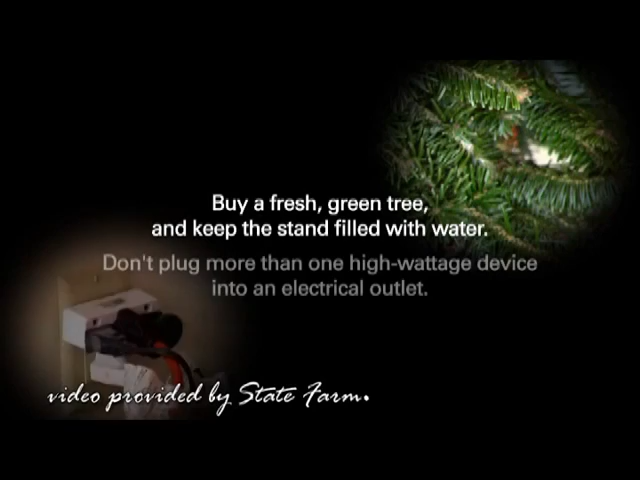 Buy a fresh, green tree,
and keep the stand filled with water.
Don't plug more than one high-wattage device
into an electrical outlet.
video provided by State Farm.